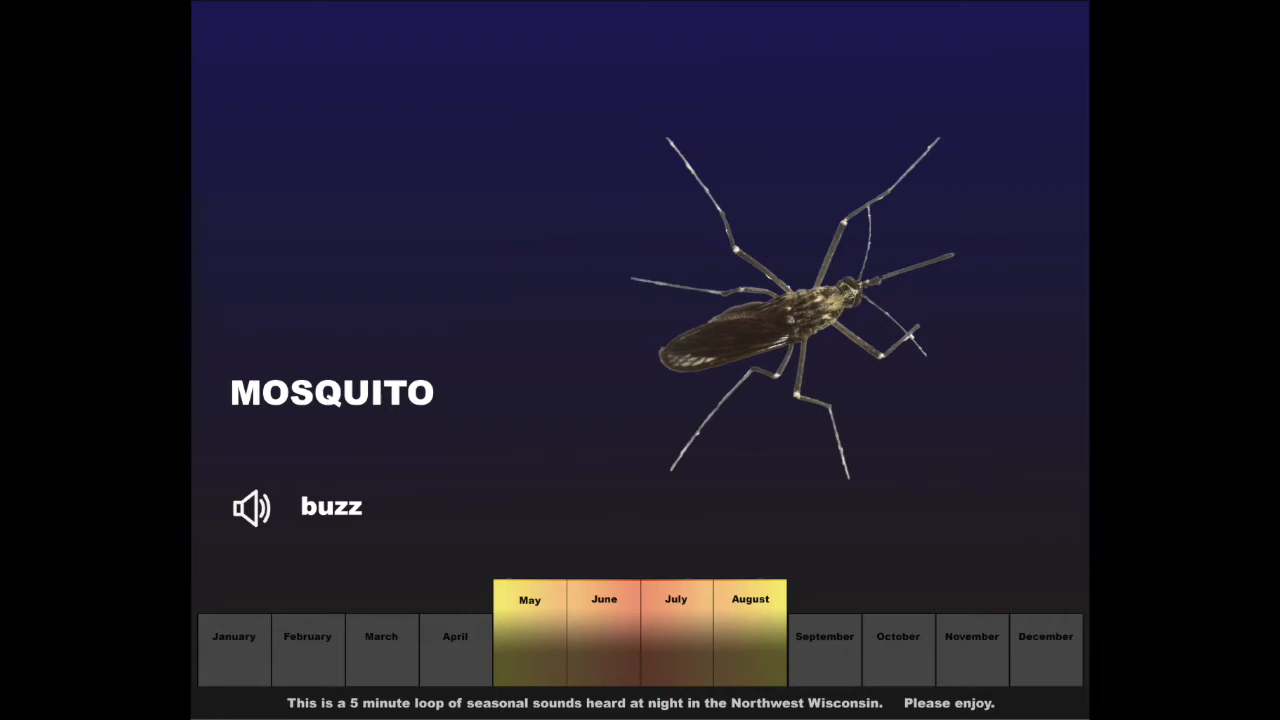 MOSQUITO
buzz
May June July August
January February March April September October November December
This is a 5 minute loop of seasonal sounds heard at night in the Northwest Wisconsin. Please enjoy.